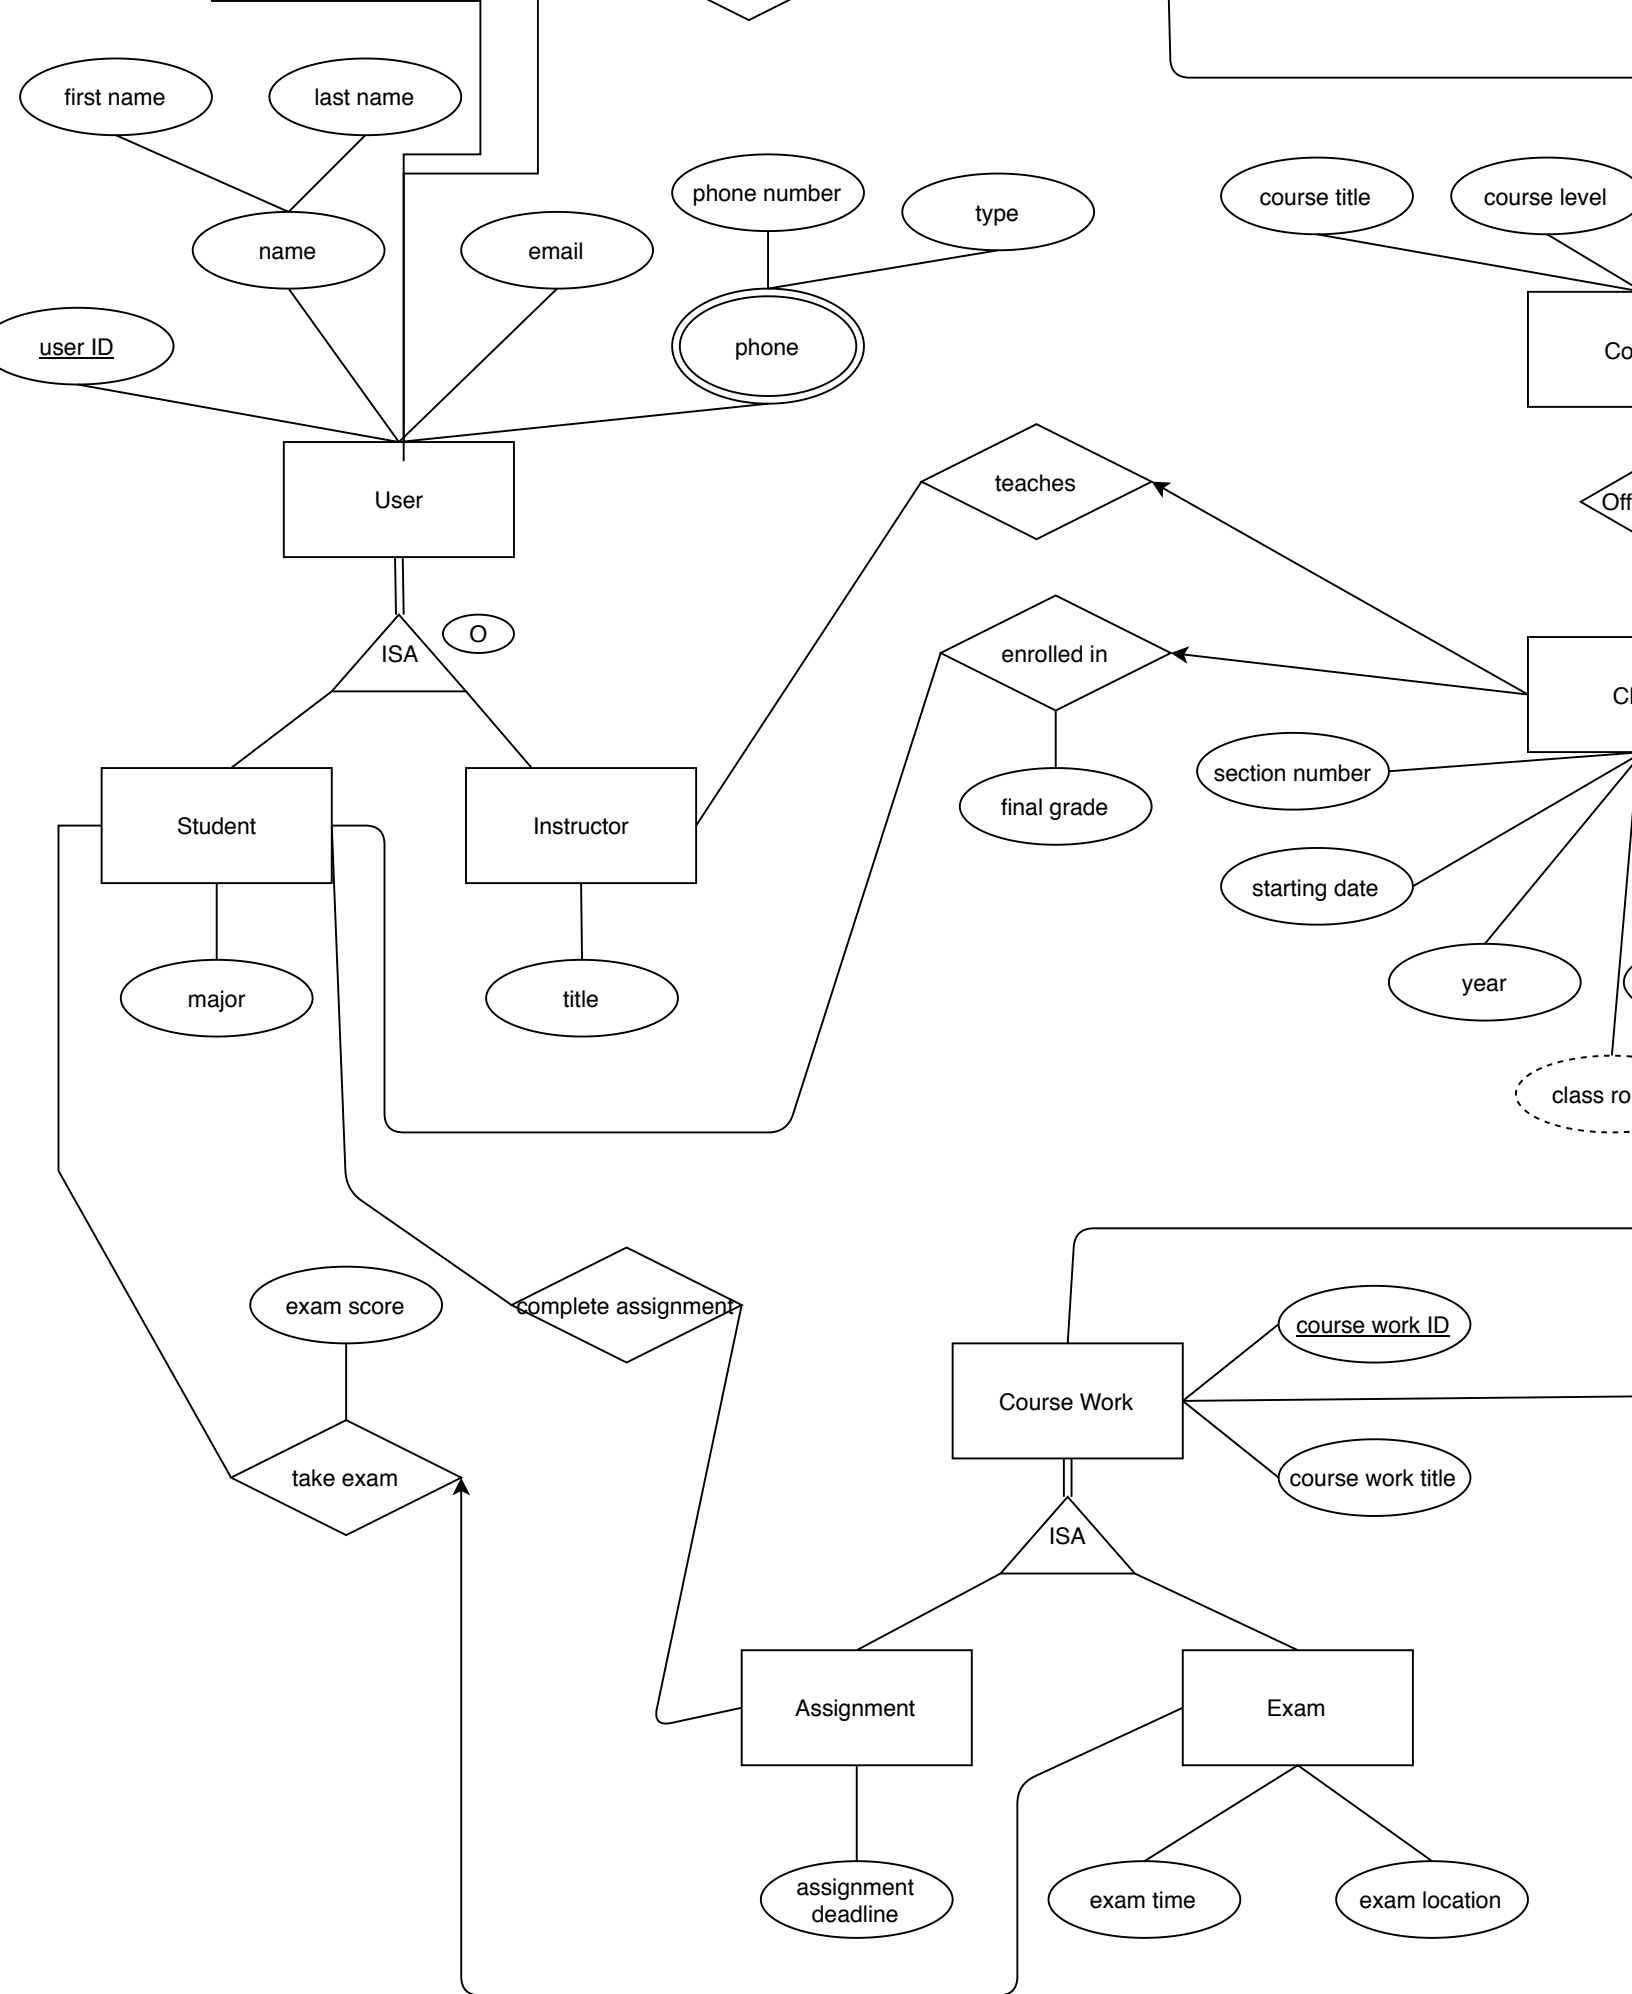 first name
last name
phone number
type
course title
course level
name
email
user ID
phone
Co
User
teaches
Off
O
ISA
enrolled in
section number
final grade
Student
Instructor
starting date
year
major
title
class ro
exam score
complete assignment
course work ID
Course Work
take exam
course work title
ISA
Assignment
Exam
assignment
deadline
exam time
exam location